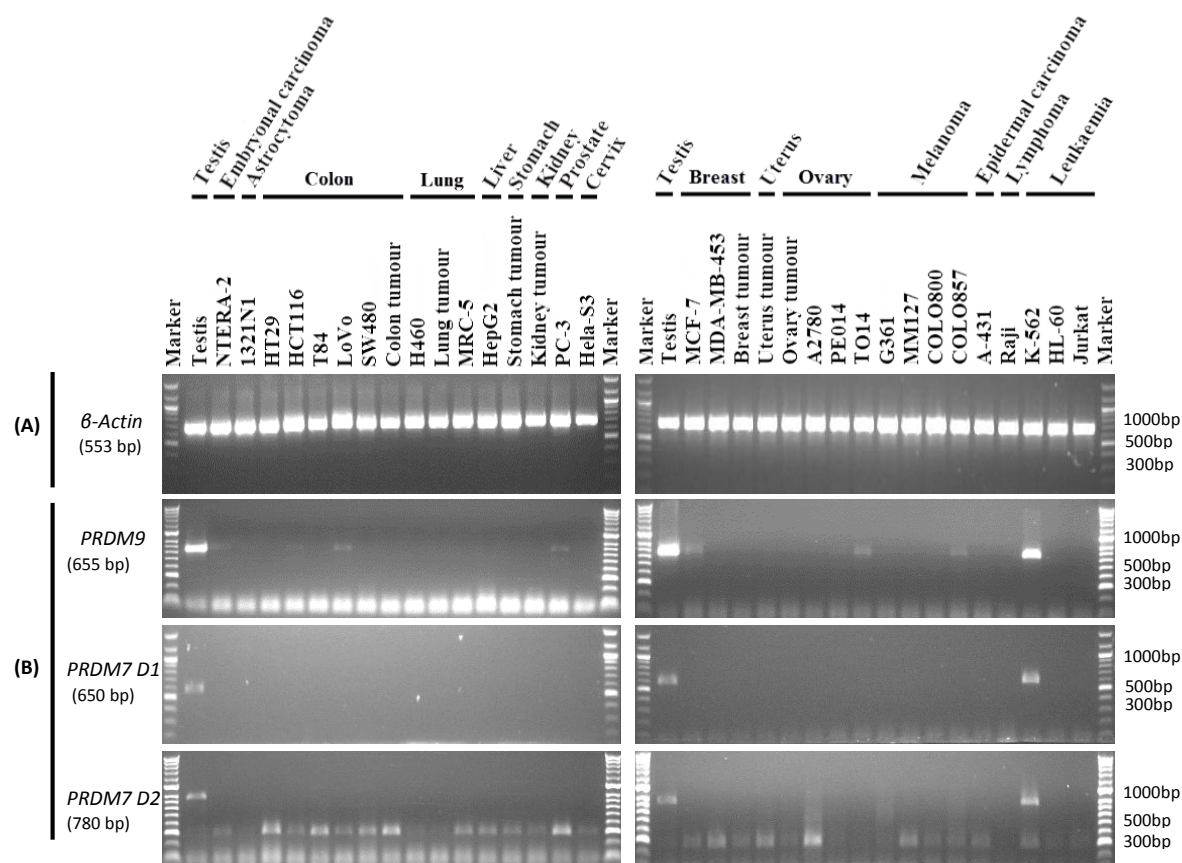 Testis
Embryonal carcinoma
Astrocytoma
Colon
Lung
Liver
Stomach
Kidney
Prostate
Cervix
Testis
Breast
Uterus
Ovary
Melanoma
Epidermal carcinoma
Lymphoma
Leukaemia
Marker
Testis
NTERA-2
1321N1
HT29
HCT116
T84
LoVo
SW480
Colon tumour
H460
Lung tumour
MRC-5
HepG2
Stomach tumour
Kidney tumour
PC-3
Hela-S3
Marker
Marker
Testis
MCF-7
MDA-MB-453
Breast tumour
Uterus tumour
Ovary tumour
A2780
PE014
TO14
G361
MM127
COLO800
COLO857
A-431
Raji
K-562
HL-60
Jurkat
Marker
(A)
β-Actin
(553 bp)
1000bp
500bp
300bp
(B)
PRDM9
(655 bp)
1000bp
500bp
300bp
PRDM7 D1
(650 bp)
1000bp
500bp
300bp
PRDM7 D2
(780 bp)
1000bp
500bp
300bp